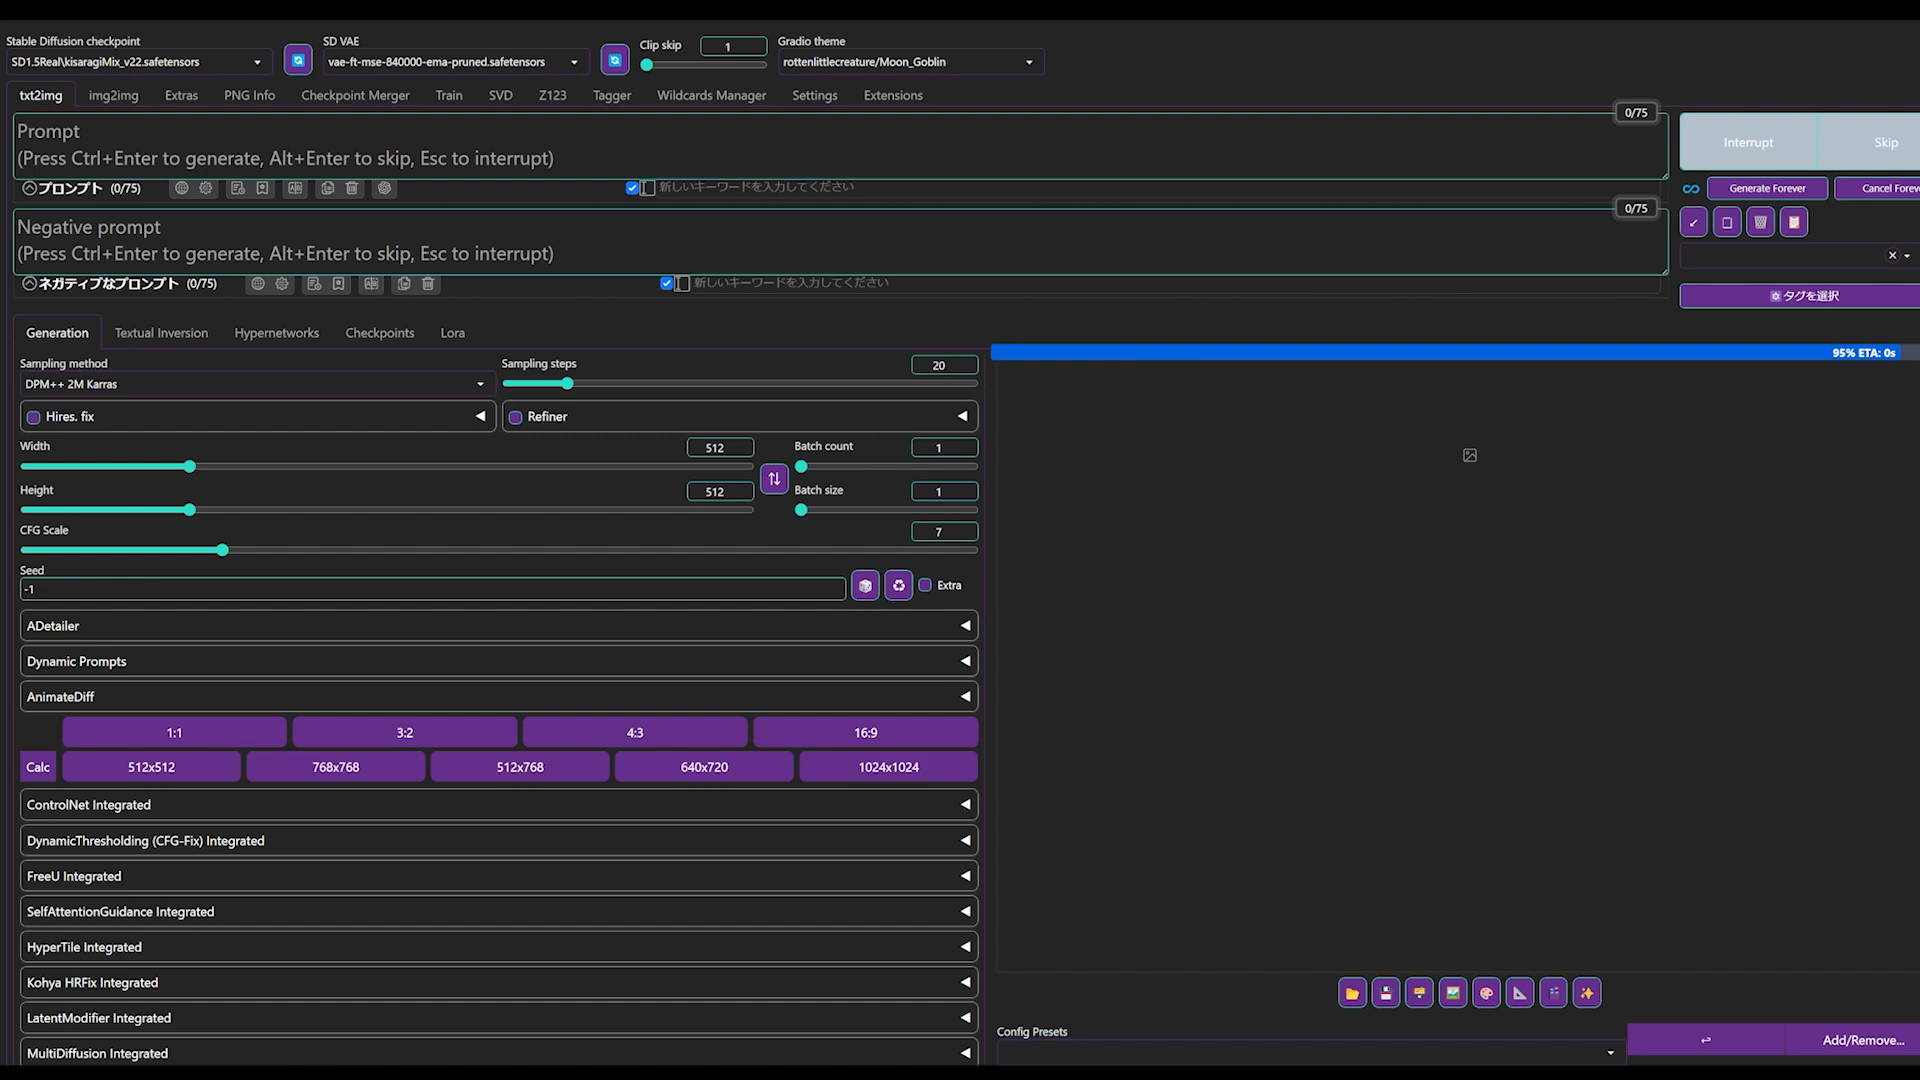 Stable Diffusion checkpoint
SD VAE
Clip skip
1
Gradio theme
SD1.5Real\kisaragiMix_v22.safetensors
vae-ft-mse-840000-ema-pruned.safetensors
rottenlittlecreature/Moon_Goblin
txt2img img2img Extras PNG Info Checkpoint Merger Train SVD Z123 Tagger Wildcards Manager Settings Extensions
0/75
Prompt
(Press Ctrl+Enter to generate, Alt+Enter to skip, Esc to interrupt)
Interrupt Skip
プロンプト (0/75)
新しいキーワードを入力してください
Generate Forever Cancel Forev
0/75
Negative prompt
(Press Ctrl+Enter to generate, Alt+Enter to skip, Esc to interrupt)
ネガティブなプロンプト (0/75)
新しいキーワードを入力してください
タグを選択
Generation Textual Inversion Hypernetworks Checkpoints Lora
95% ETA: 0s
Sampling method
Sampling steps
20
DPM++ 2M Karras
Hires. fix
Refiner
Width
512
Batch count
1
Height
512
Batch size
1
CFG Scale
7
Seed
-1
Extra
ADetailer
Dynamic Prompts
AnimateDiff
1:1 3:2 4:3 16:9
Calc 512x512 768x768 512x768 640x720 1024x1024
ControlNet Integrated
DynamicThresholding (CFG-Fix) Integrated
FreeU Integrated
SelfAttentionGuidance Integrated
HyperTile Integrated
Kohya HRFix Integrated
LatentModifier Integrated
MultiDiffusion Integrated
Config Presets
Add/Remove...